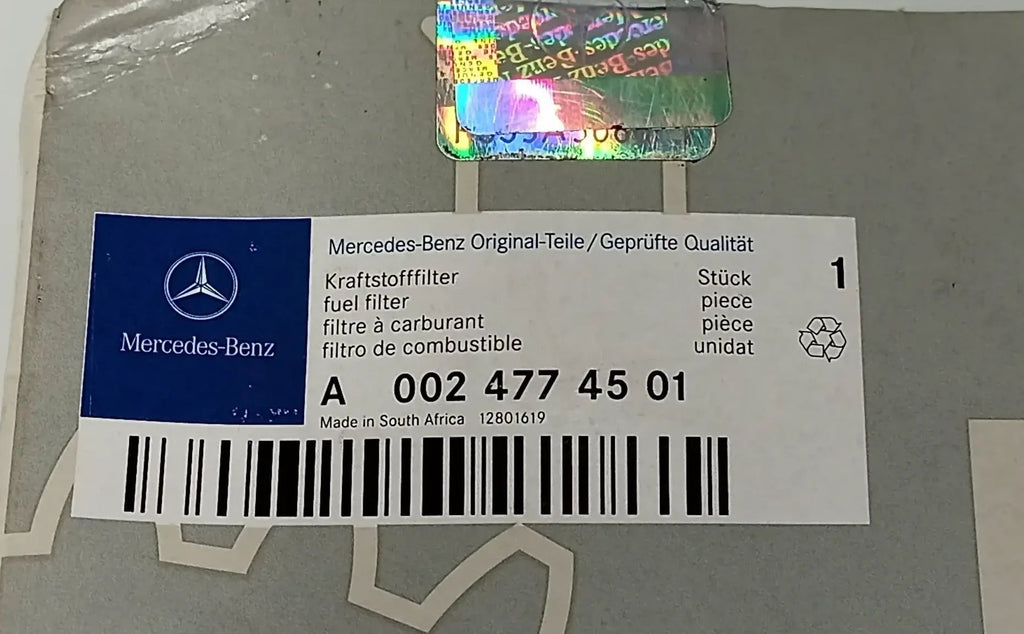 Mercedes-Benz Original-Teile/Geprüfte Qualität
Kraftstofffilter Stück 1
fuel filter piece
filtre à carburant pièce
filtro de combustible unidat
Mercedes-Benz
A 002 477 45 01
Made in South Africa 12801619